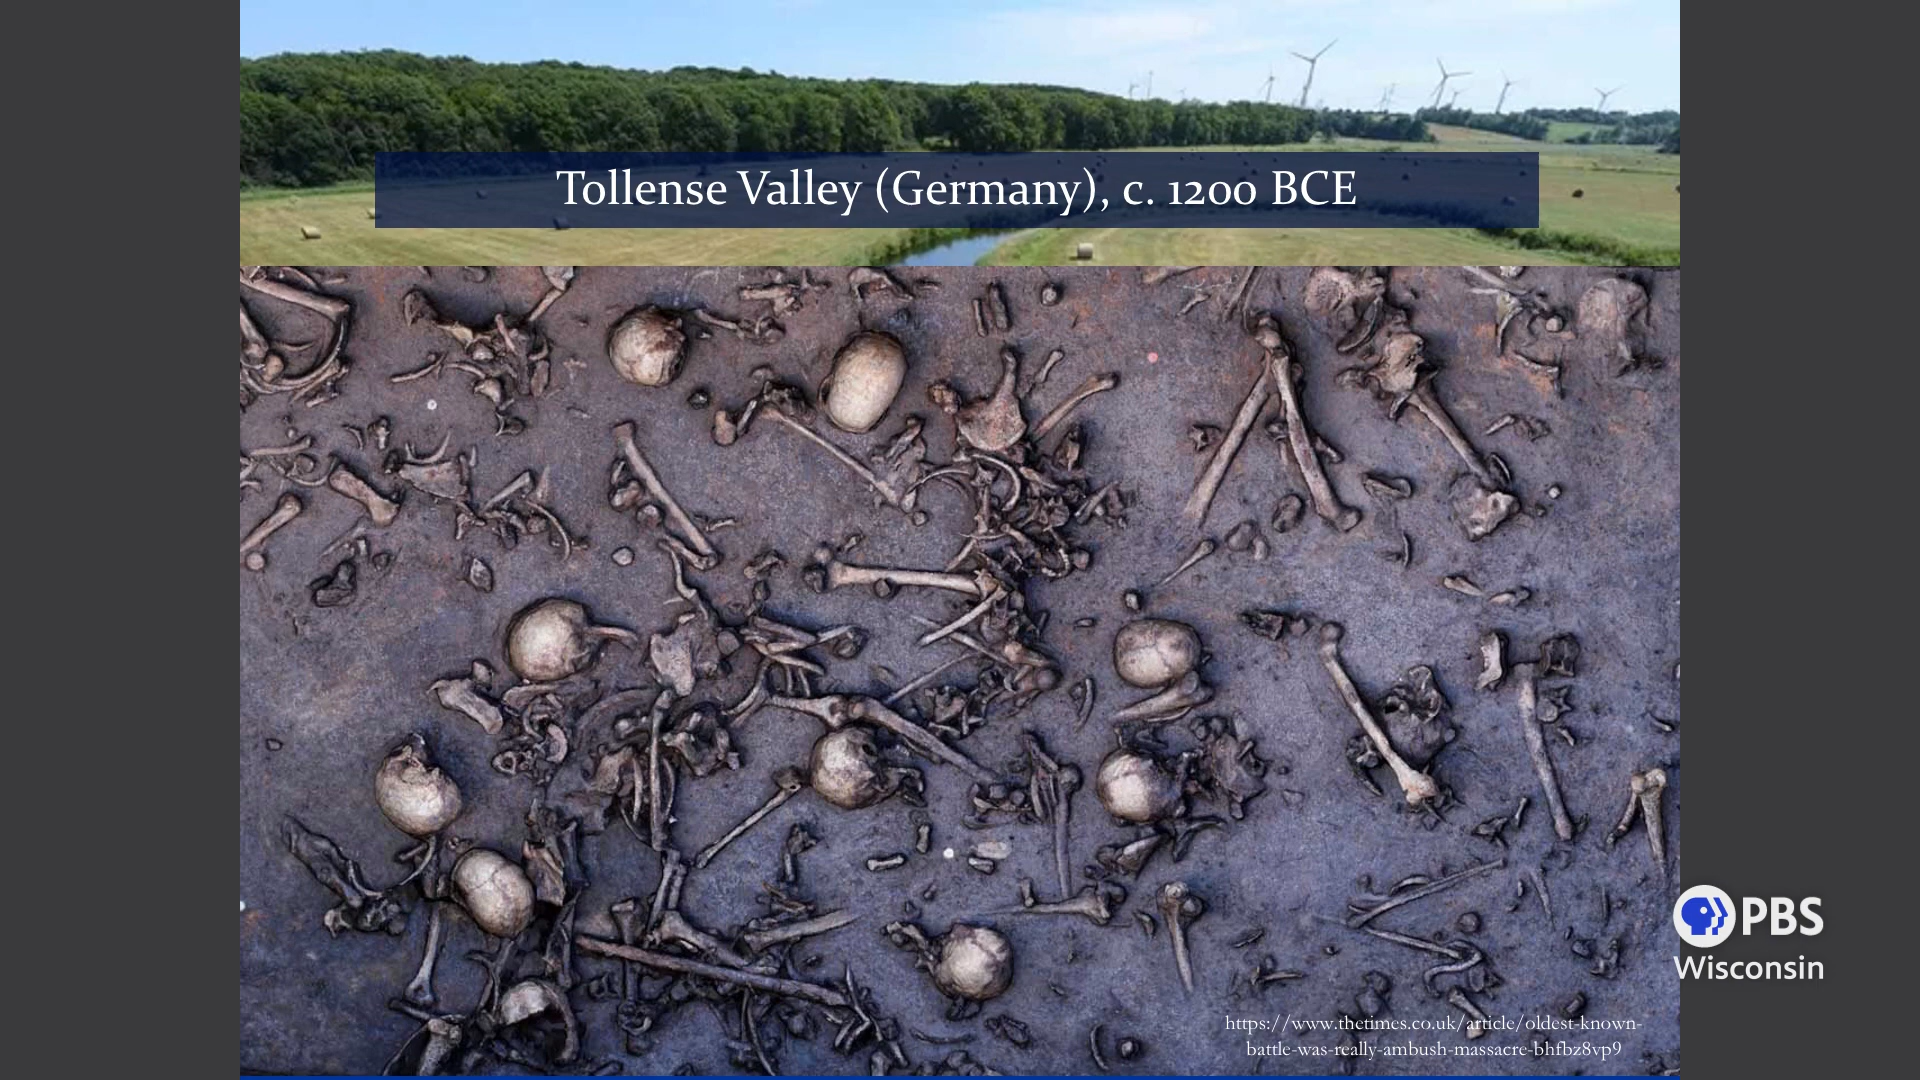 Tollense Valley (Germany), c. 1200 BCE
PBS
Wisconsin
https://www.thetimes.co.uk/article/oldest-known-
battle-was-really-ambush-massacre-bhfbz8vp9